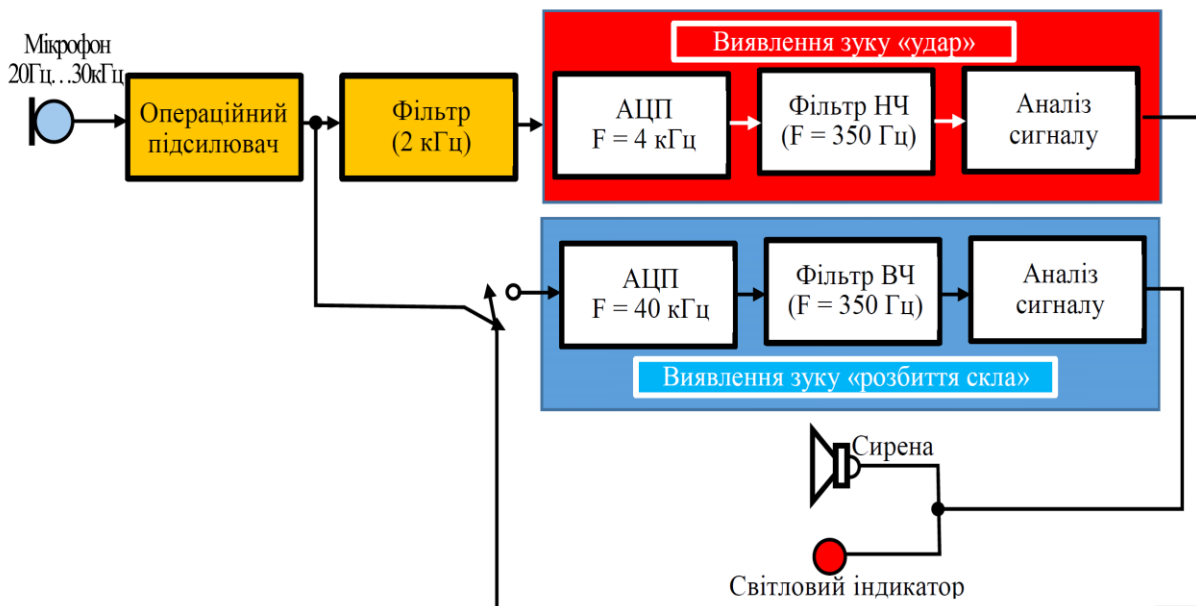 Мікрофон
20Гц…30кГц
Операційний
підсилювач
Фільтр
(2 кГц)
Виявлення зуку «удар»
АЦП
F = 4 кГц
Фільтр НЧ
(F = 350 Гц)
Аналіз
сигналу
АЦП
F = 40 кГц
Фільтр ВЧ
(F = 350 Гц)
Аналіз
сигналу
Виявлення зуку «розбиття скла»
Сирена
Світловий індикатор